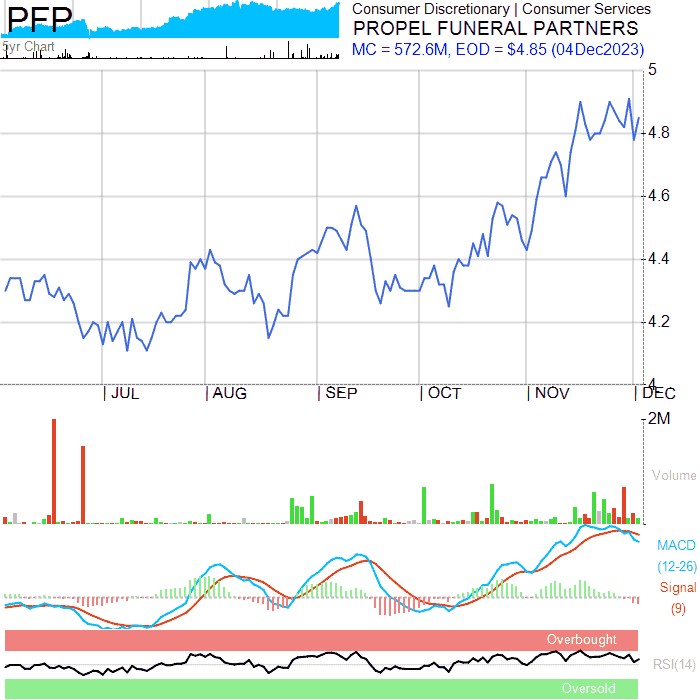 PFP
5yr Chart
Consumer Discretionary | Consumer Services
PROPEL FUNERAL PARTNERS
MC = 572.6M, EOD = $4.85 (04Dec2023)
5
4.8
4.6
4.4
4.2
4
JUL
AUG
SEP
OCT
NOV
DEC
2M
Volume
MACD
(12-26)
Signal
(9)
Overbought
RSI(14)
Oversold